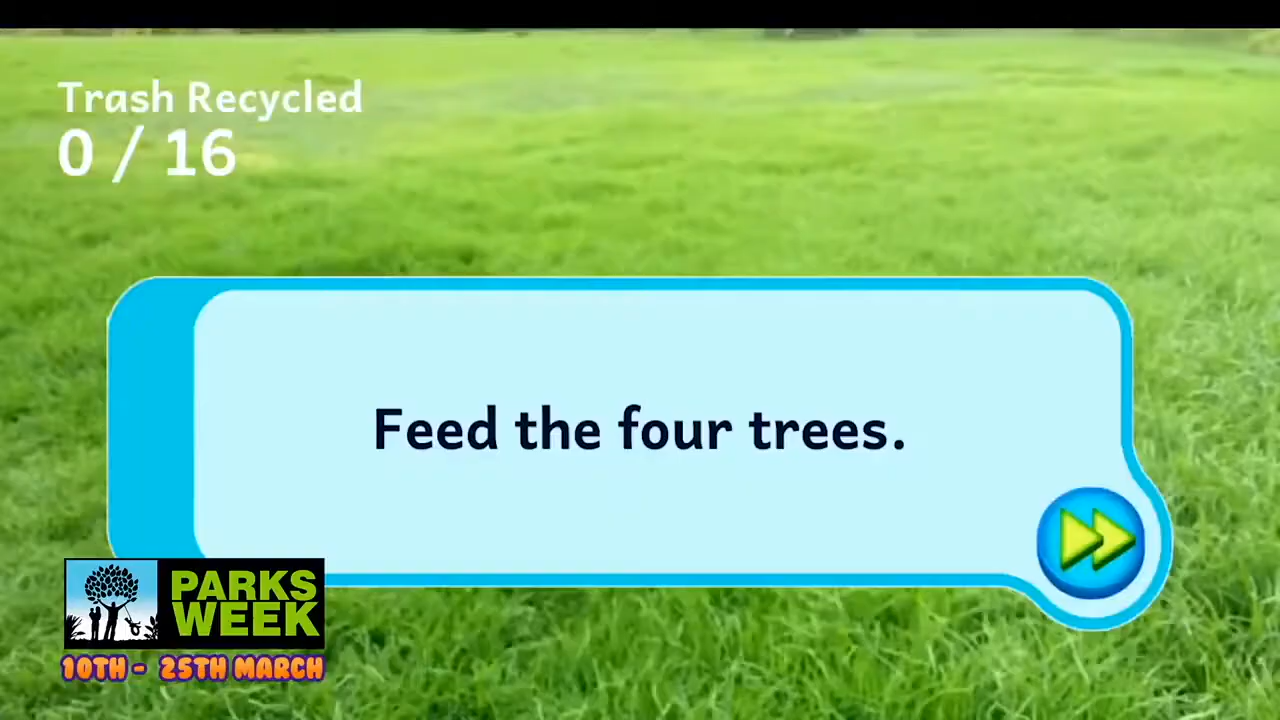 Trash Recycled
0 / 16
Feed the four trees.
PARKS
WEEK
10TH - 25TH MARCH